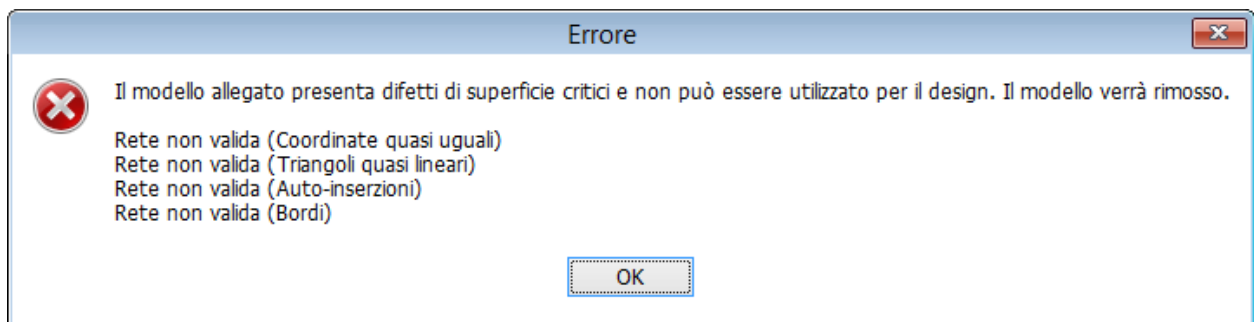 Errore
Il modello allegato presenta difetti di superficie critici e non può essere utilizzato per il design. Il modello verrà rimosso.
Rete non valida (Coordinate quasi uguali)
Rete non valida (Triangoli quasi lineari)
Rete non valida (Auto-inserzioni)
Rete non valida (Bordi)
OK